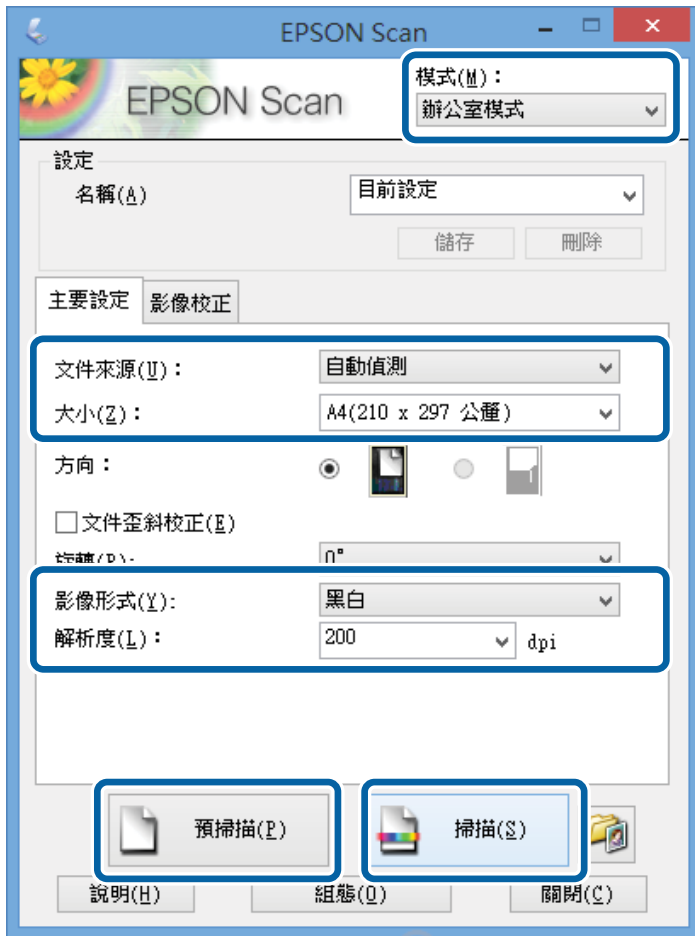 EPSON Scan
EPSON Scan
模式(M)：
辦公室模式
設定
名稱(A)
目前設定
儲存
刪除
主要設定
影像校正
文件來源(U)：
自動偵測
大小(Z)：
A4(210 x 297 公釐)
方向：
文件歪斜校正(E)
旋轉(R):
0°
影像形式(Y):
黑白
解析度(L)：
200
dpi
預掃描(P)
掃描(S)
說明(H)
組態(O)
關閉(C)